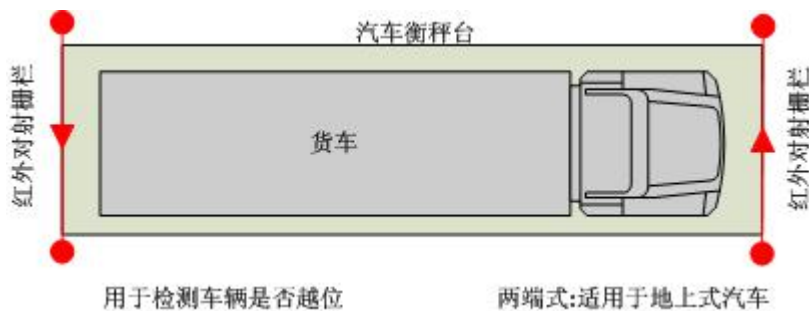 汽车衡秤台
红外对射栅栏
货车
红外对射栅栏
用于检测车辆是否越位
两端式:适用于地上式汽车